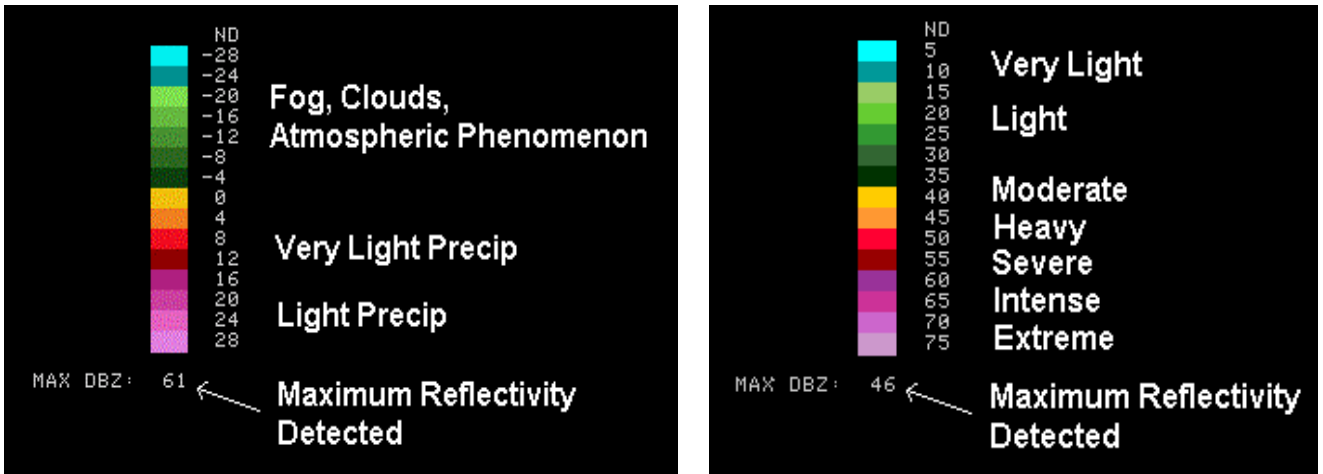 ND
-28
-24
-20
-16
-12
-8
-4
0
4
8
12
16
20
24
28
Fog, Clouds,
Atmospheric Phenomenon
Very Light Precip
Light Precip
MAX DBZ: 61
Maximum Reflectivity
Detected
ND
5
10
15
20
25
30
35
40
45
50
55
60
65
70
75
Very Light
Light
Moderate
Heavy
Severe
Intense
Extreme
MAX DBZ: 46
Maximum Reflectivity
Detected